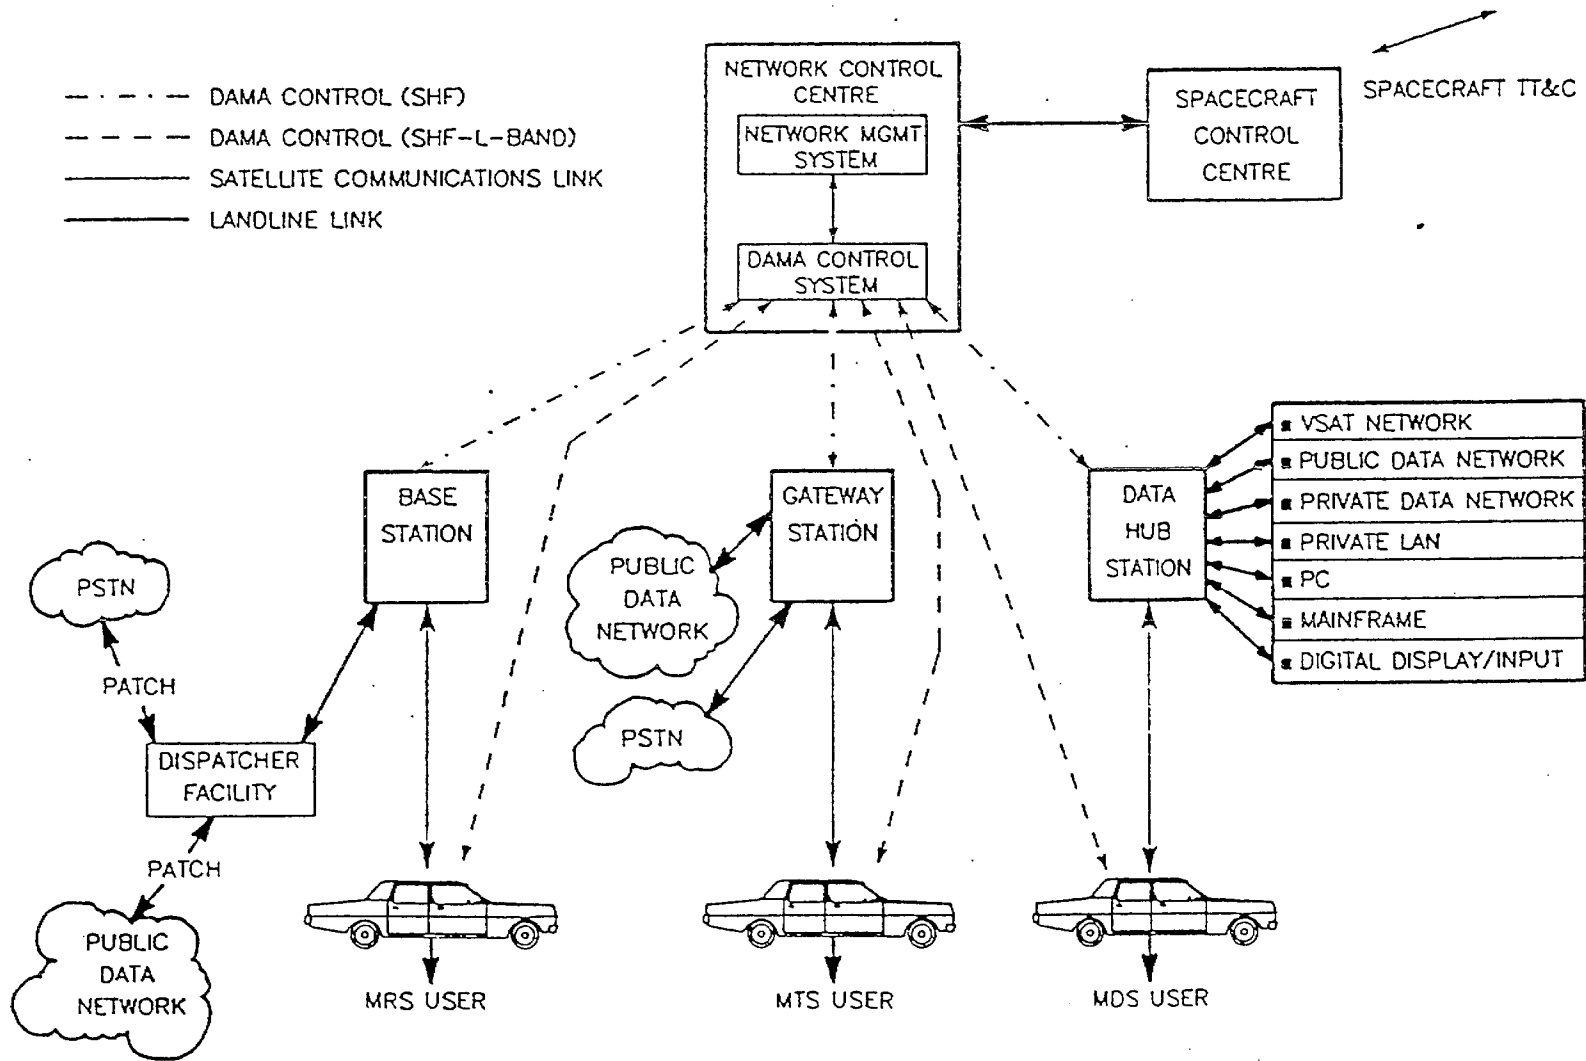 DAMA CONTROL (SHF)
DAMA CONTROL (SHF-L-BAND)
SATELLITE COMMUNICATIONS LINK
LANDLINE LINK
NETWORK CONTROL
CENTRE
NETWORK MGMT
SYSTEM
DAMA CONTROL
SYSTEM
SPACECRAFT
CONTROL
CENTRE
SPACECRAFT TT&C
BASE
STATION
GATEWAY
STATION
DATA
HUB
STATION
VSAT NETWORK
PUBLIC DATA NETWORK
PRIVATE DATA NETWORK
PRIVATE LAN
PC
MAINFRAME
DIGITAL DISPLAY/INPUT
PSTN
PATCH
DISPATCHER
FACILITY
PATCH
PUBLIC
DATA
NETWORK
PUBLIC
DATA
NETWORK
PSTN
MRS USER
MTS USER
MDS USER